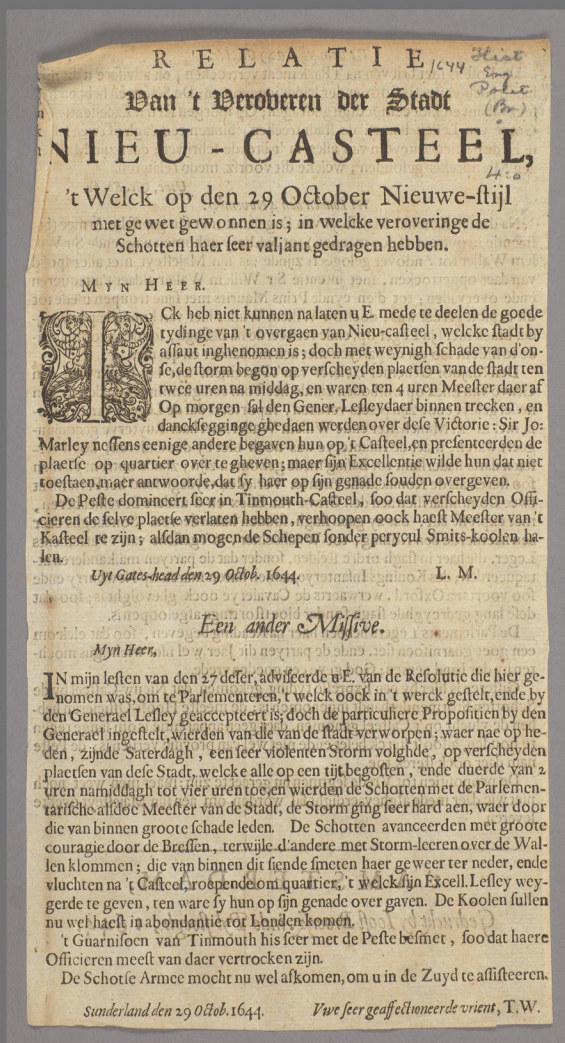 RELATIE
Van 't Veroveren der Stadt
NIEU-CASTEEL,
't Welck op den 29 October Nieuwe-stijl
met gewet gewonnen is; in welcke veroveringe de
Schotten haer seer valjant gedragen hebben.
1644
Hist
Eng
Polit
(Br)
4:o
MYN HEER.
ICk heb niet kunnen na laten u E. mede te deelen de goede
tydinge van 't overgaen van Nieu-casteel, welcke stadt by
assaut inghenomen is; doch met weynigh schade van d'on-
se, de storm begon op verscheyden plaetsen van de stadt ten
twee uren na middag, en waren ten 4 uren Meester daer af
Op morgen sal den Gener. Lesley daer binnen trecken, en
dancksegginge ghedaen werden over dese Victorie: Sir Jo:
Marley neffens eenige andere begaven hun op 't Casteel, en presenteerden de
plaetse op quartier over te gheven; maer sijn Excellentie wilde hun dat niet
toestaen, maer antwoorde, dat sy haer op sijn genade souden overgeven.
De Peste domineert seer in Tinmouth-Casteel, soo dat verscheyden Offi-
cieren de selve plaetse verlaten hebben, verhoopen oock haest Meester van 't
Kasteel te zijn; alsdan mogen de Schepen sonder perycul Smits-koolen ha-
len.
Uyt Gates-head den 29 Octob. 1644. L. M.
Een ander Missive.
Myn Heer,
IN mijn lesten van den 27 deser, adviseerde u E. van de Resolutie die hier ge-
nomen was, om te Parlementeren, 't welck oock in 't werck gestelt, ende by
den Generael Lesley geaccepteert is; doch de particuliere Propositien by den
Generael ingestelt, wierden van die van de stadt verworpen; waer nae op he-
den, zijnde Saterdagh, een seer violenten Storm volghde, op verscheyden
plaetsen van dese Stadt, welcke alle op een tijt begosten, ende duerde van 2
uren namiddagh tot vier uren toe, en wierden de Schotten met de Parlemen-
tarische alsdoe Meester van de Stadt, de Storm ging seer hard aen, waer door
die van binnen groote schade leden. De Schotten avanceerden met groote
couragie door de Bressen, terwijle d'andere met Storm-leeren over de Wal-
len klommen; die van binnen dit siende smeten haer geweer ter neder, ende
vluchten na 't Casteel, roepende om quartier, 't welck sijn Excell. Lesley wey-
gerde te geven, ten ware sy hun op sijn genade over gaven. De Koolen sullen
nu wel haest in abondantie tot Londen komen.
't Guarnisoen van Tinmouth his seer met de Peste besmet, soo dat haere
Officieren meest van daer vertrocken zijn.
De Schotse Armee mocht nu wel afkomen, om u in de Zuyd te assisteeren.
Sunderland den 29 Octob. 1644. Vwe seer geaffectioneerde vrient, T.W.